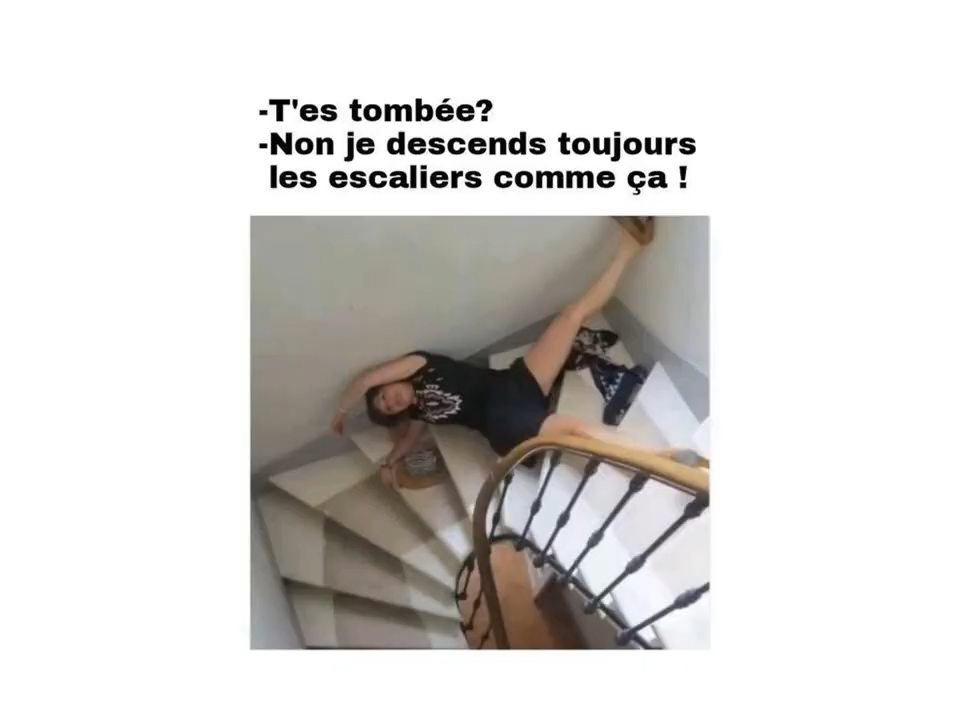 -T'es tombée?
-Non je descends toujours
les escaliers comme ça !